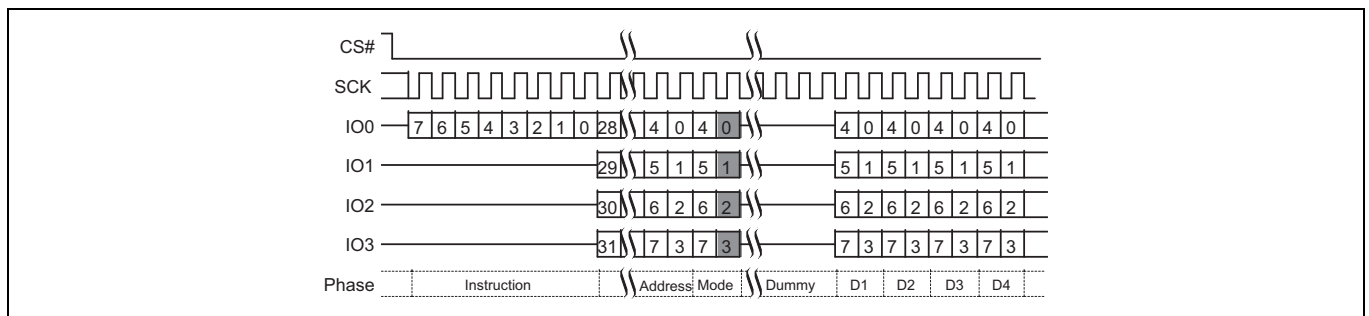 CS#
SCK
IO0 7 6 5 4 3 2 1 0 28 4 0 4 0 4 0 4 0 4 0 4 0
IO1 29 5 1 5 1 5 1 5 1 5 1 5 1
IO2 30 6 2 6 2 6 2 6 2 6 2 6 2
IO3 31 7 3 7 3 7 3 7 3 7 3 7 3
Phase Instruction Address Mode Dummy D1 D2 D3 D4